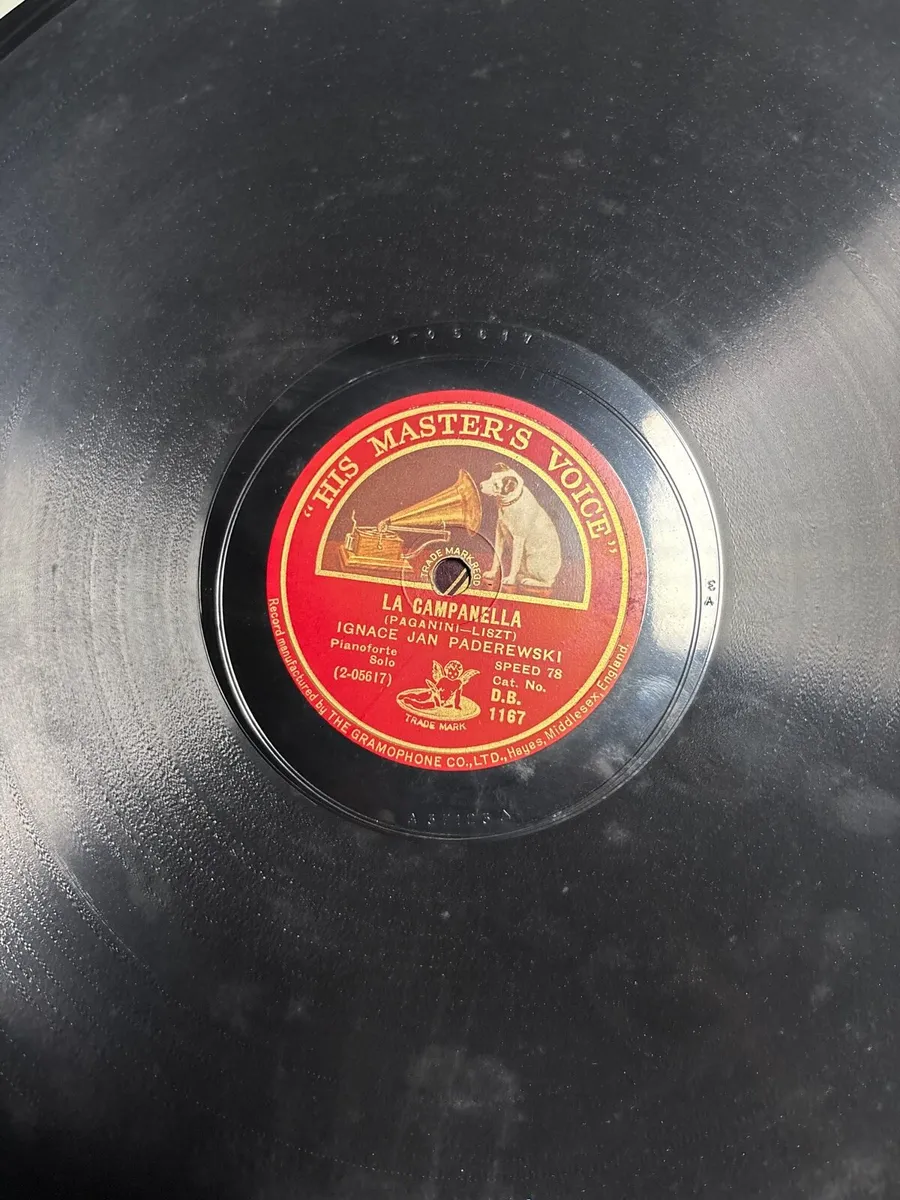 2-05617
"HIS MASTER'S VOICE"
TRADE MARK REGD
LA CAMPANELLA
(PAGANINI—LISZT)
IGNACE JAN PADEREWSKI
Pianoforte
Solo
(2-05617)
SPEED 78
Cat. No.
D.B.
1167
TRADE MARK
Record manufactured by THE GRAMOPHONE CO.,LTD., Hayes, Middlesex, England.